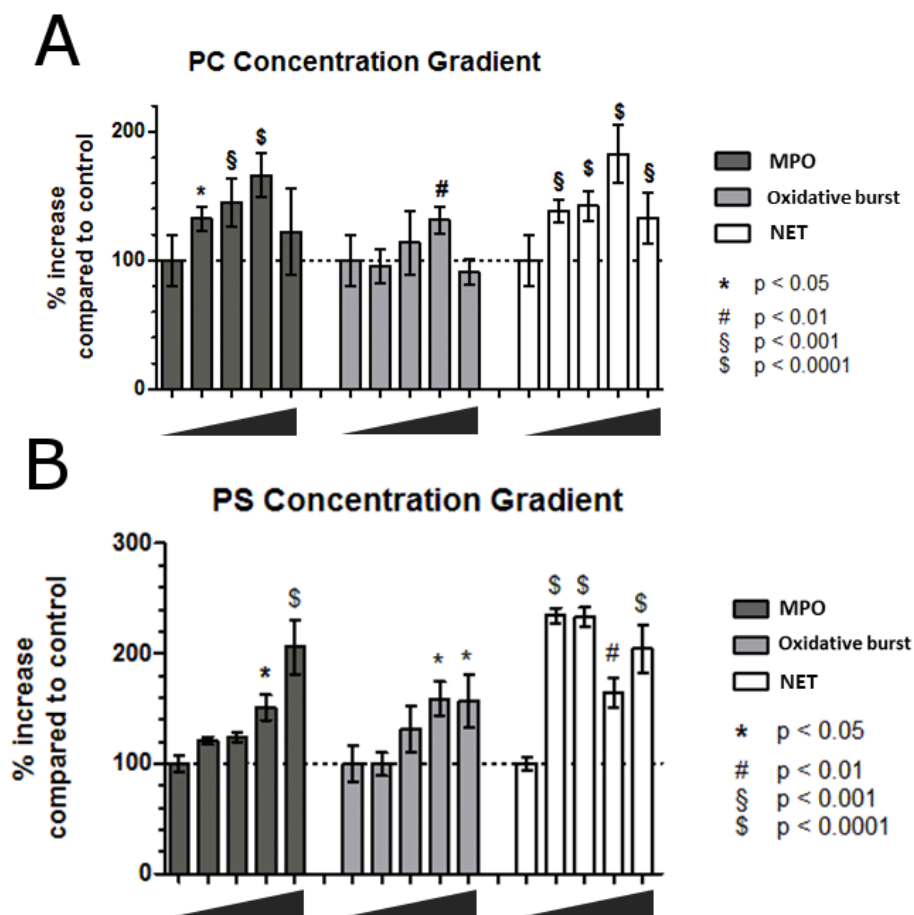 A
PC Concentration Gradient
% increase
compared to control
200
100
0
*
§
$
#
§
$
$
§
MPO
Oxidative burst
NET
* p < 0.05
# p < 0.01
§ p < 0.001
$ p < 0.0001
B
PS Concentration Gradient
% increase
compared to control
300
200
100
0
*
$
*
*
$
$
#
$
MPO
Oxidative burst
NET
* p < 0.05
# p < 0.01
§ p < 0.001
$ p < 0.0001